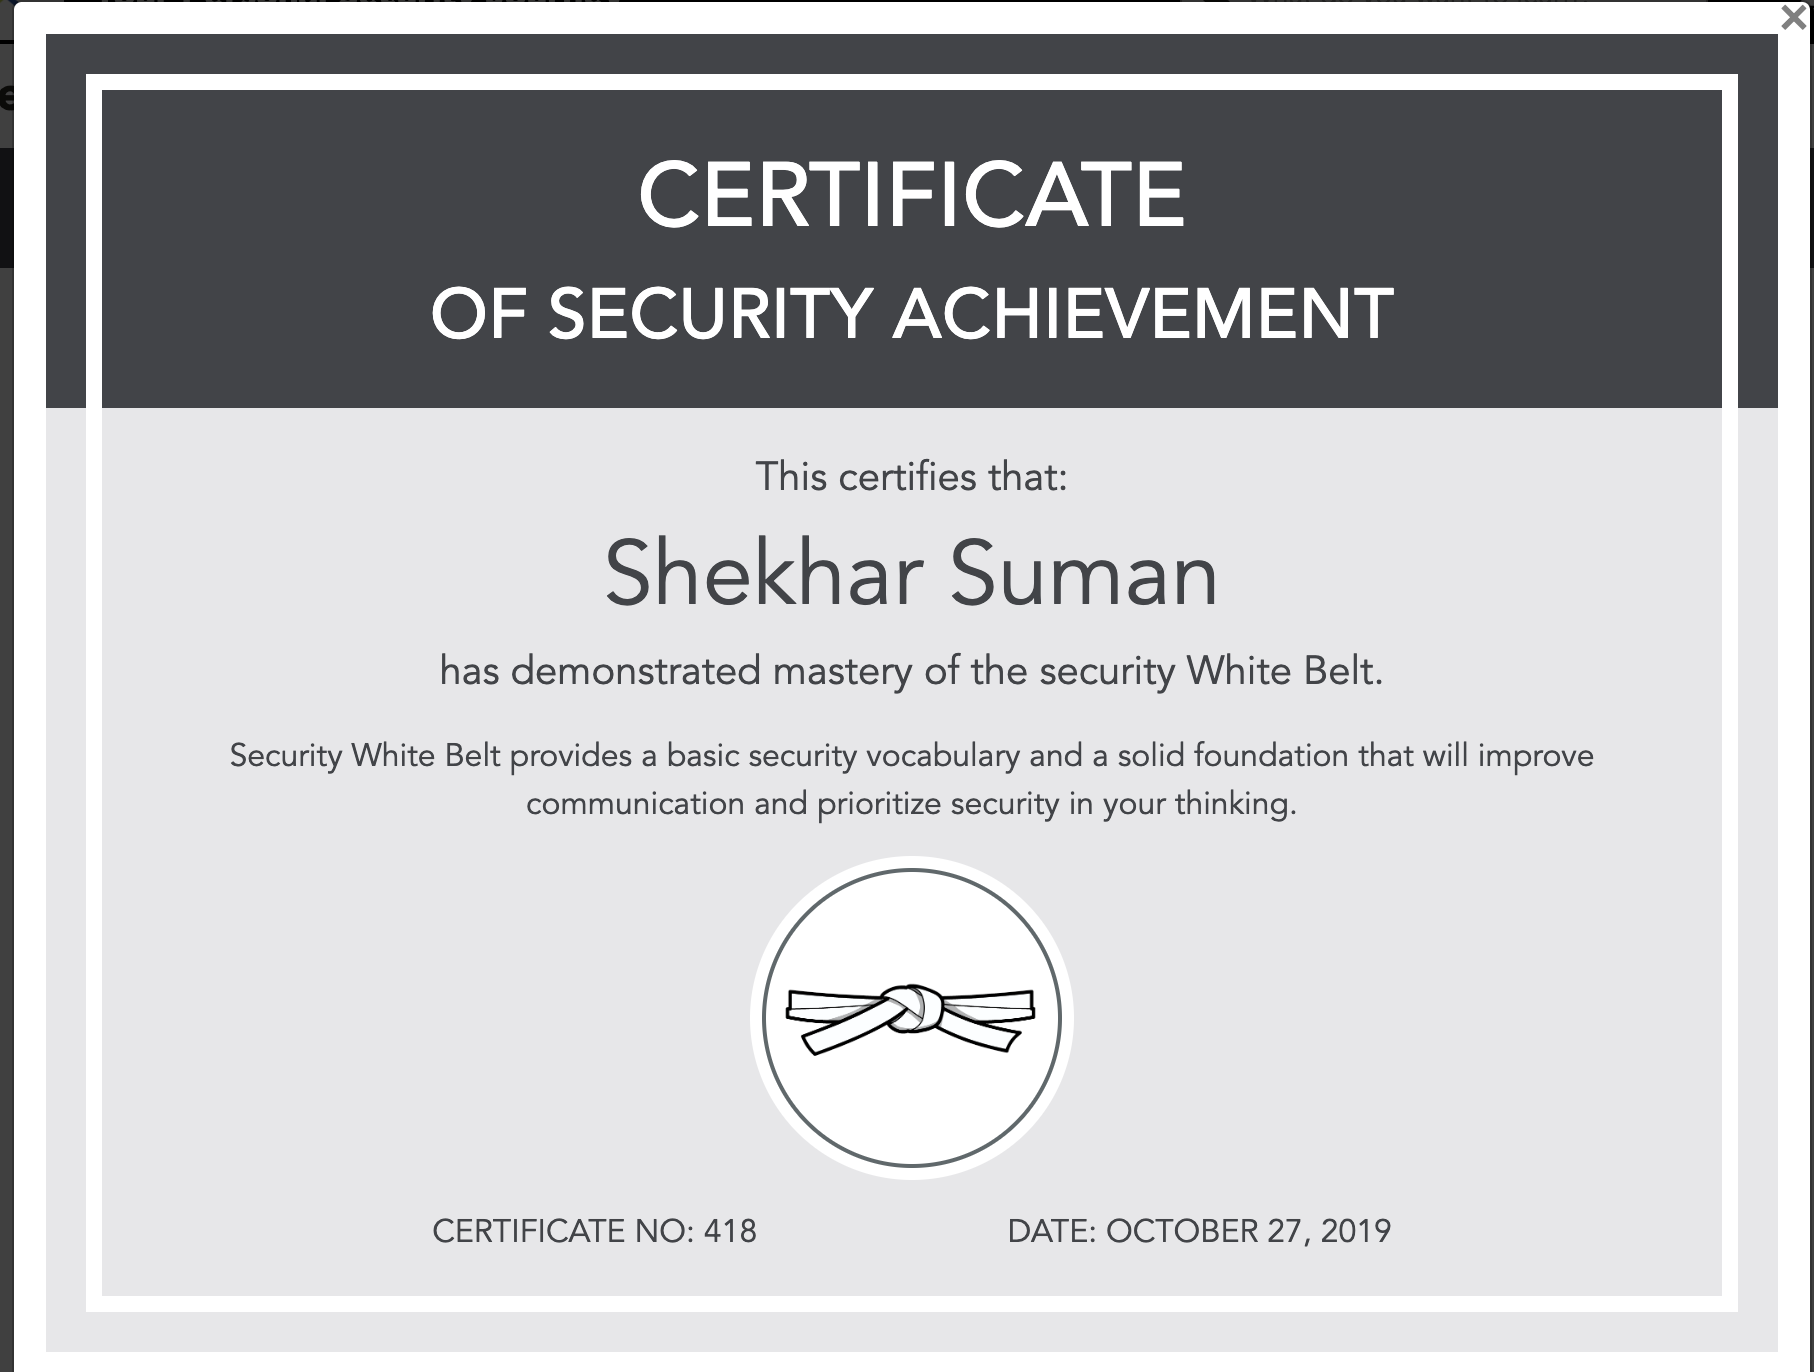 CERTIFICATE
OF SECURITY ACHIEVEMENT
This certifies that:
Shekhar Suman
has demonstrated mastery of the security White Belt.
Security White Belt provides a basic security vocabulary and a solid foundation that will improve
communication and prioritize security in your thinking.
CERTIFICATE NO: 418
DATE: OCTOBER 27, 2019